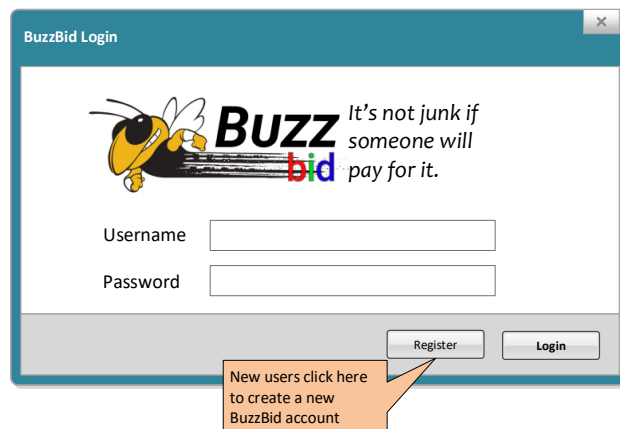 BuzzBid Login
Buzz
bid
It's not junk if
someone will
pay for it.
Username
Password
Register
Login
New users click here
to create a new
BuzzBid account